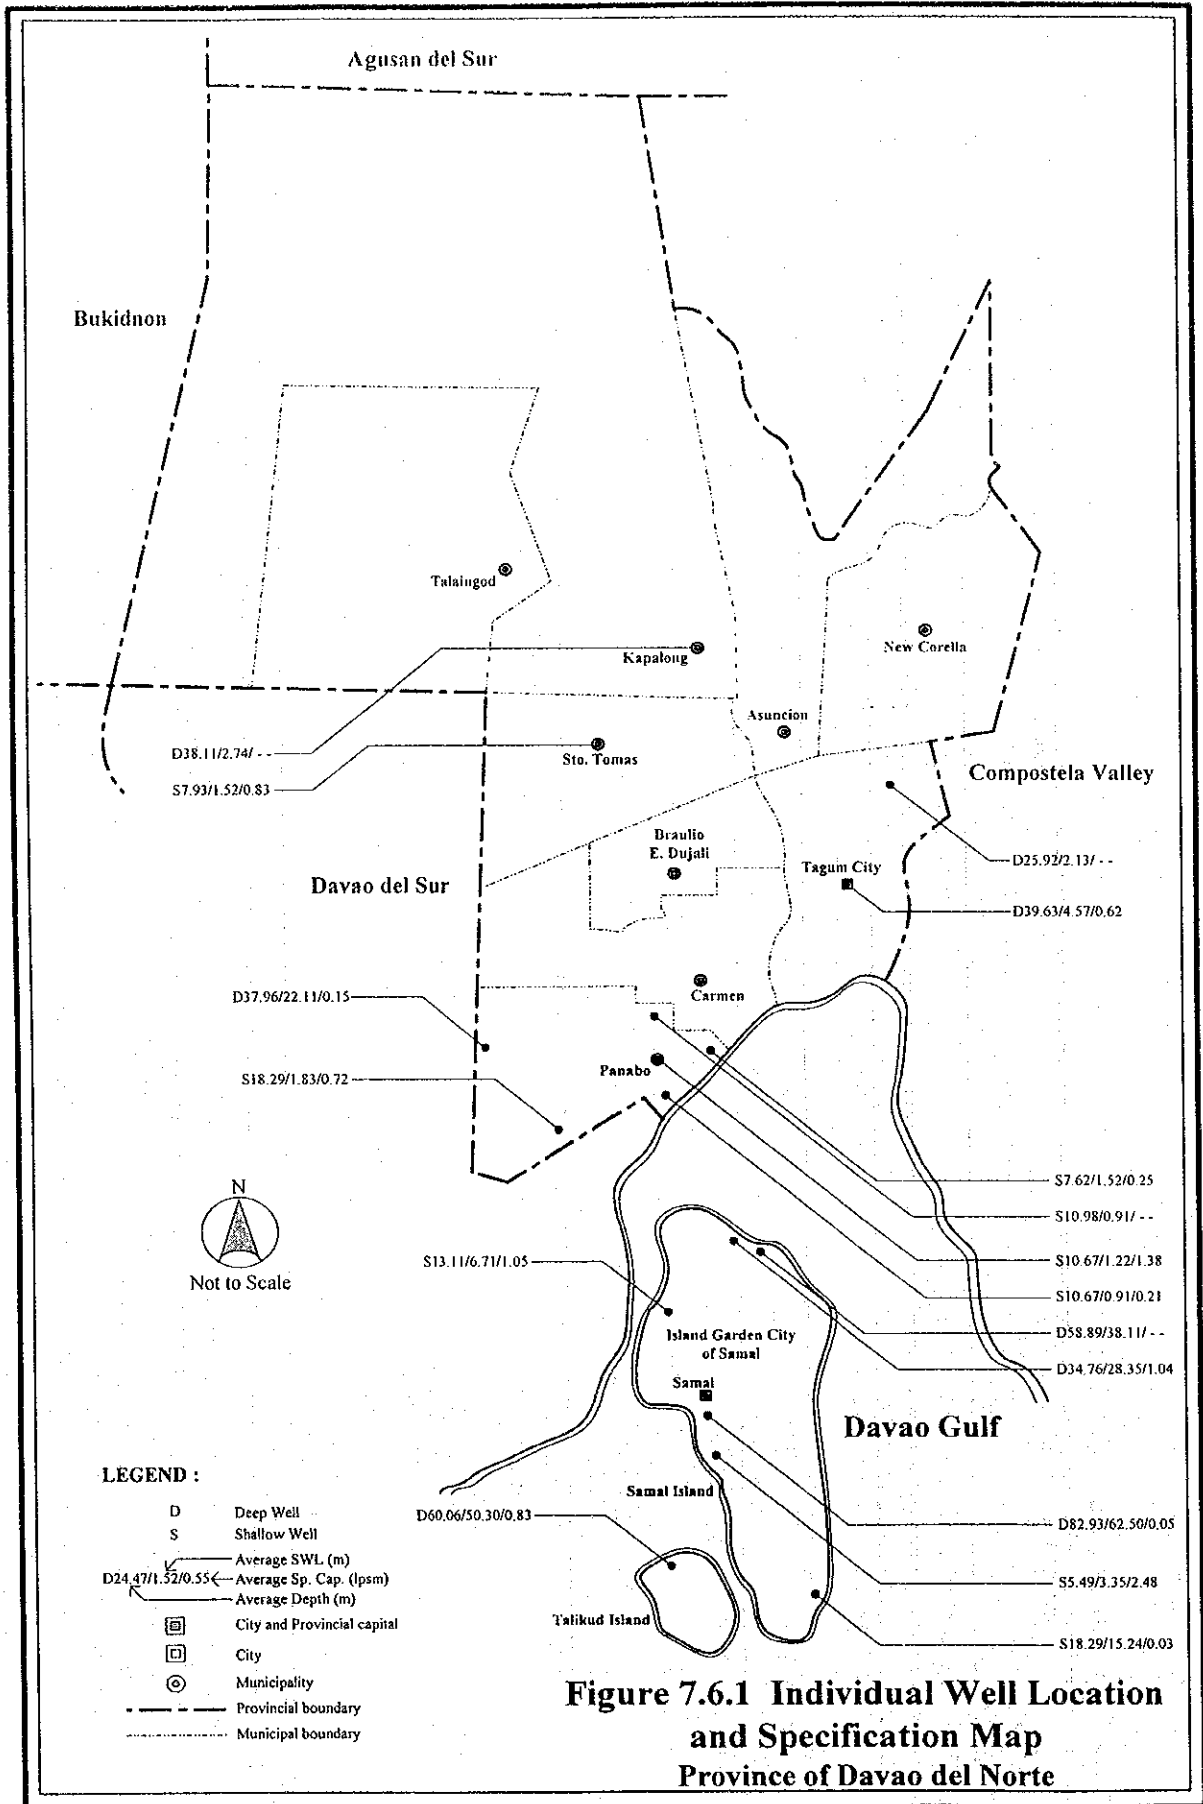 Agusan del Sur
Bukidnon
Talaingod
Kapalong
New Corella
Asuncion
D38.11/2.74/ - -
Sto. Tomas
S7.93/1.52/0.83
Compostela Valley
Braulio
E. Dujali
Tagum City
D25.92/2.13/ - -
Davao del Sur
D39.63/4.57/0.62
D37.96/22.11/0.15
Carmen
Panabo
S18.29/1.83/0.72
S7.62/1.52/0.25
N
S10.98/0.91/ - -
S13.11/6.71/1.05
S10.67/1.22/1.38
Not to Scale
S10.67/0.91/0.21
Island Garden City
of Samal
D58.89/38.11/ - -
D34.76/28.35/1.04
Samal
Davao Gulf
LEGEND :
Samal Island
D Deep Well
D60.06/50.30/0.83
D82.93/62.50/0.05
S Shallow Well
Average SWL (m)
D24.47/1.52/0.55 Average Sp. Cap. (lpsm)
S5.49/3.35/2.48
Average Depth (m)
Talikud Island
City and Provincial capital
S18.29/15.24/0.03
City
Municipality
Provincial boundary
Municipal boundary
Figure 7.6.1 Individual Well Location
and Specification Map
Province of Davao del Norte